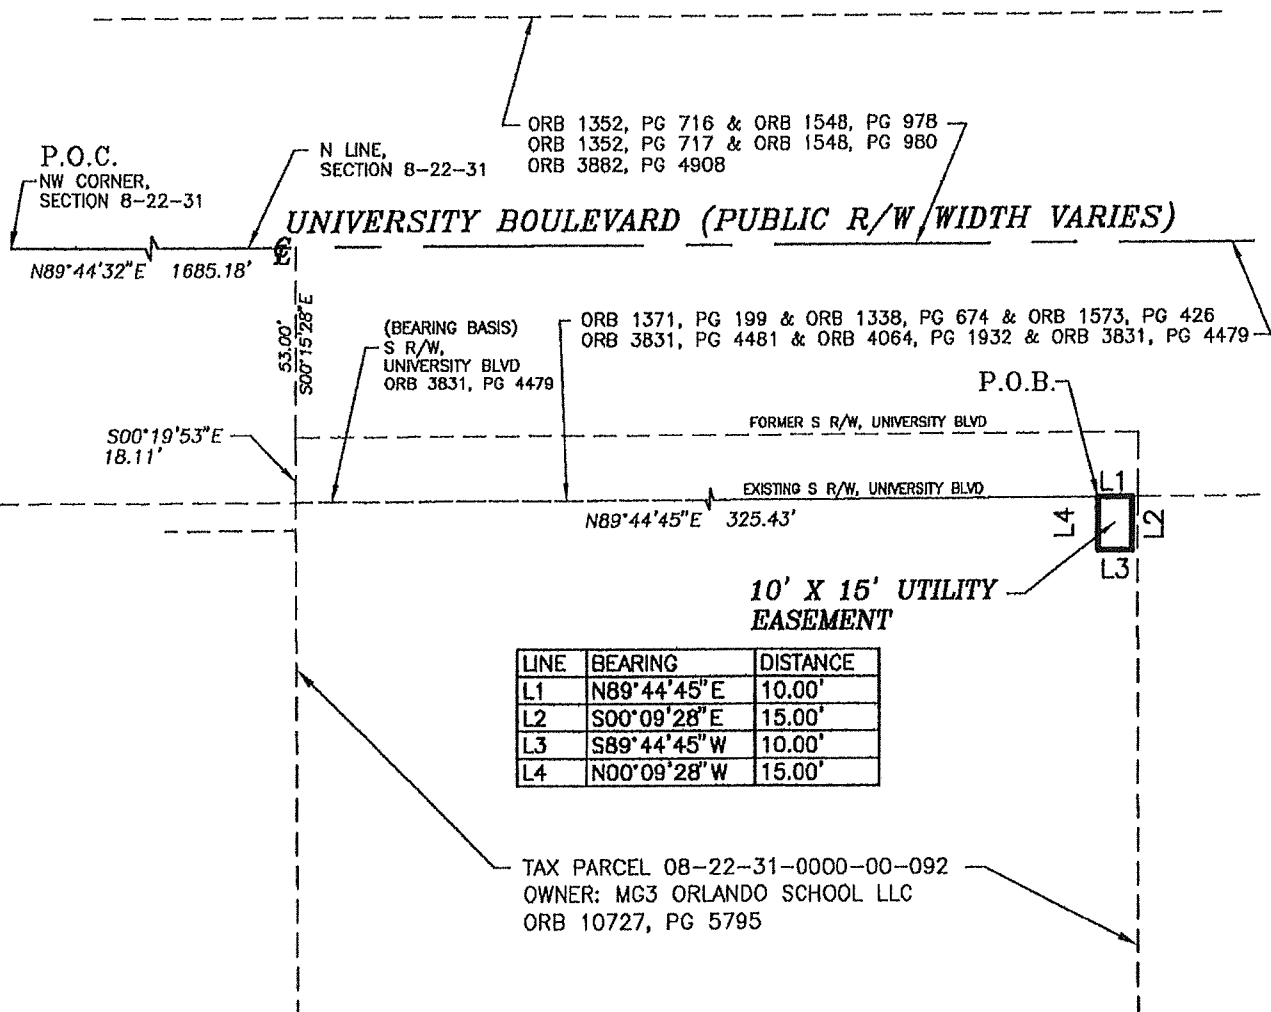 ORB 1352, PG 716 & ORB 1548, PG 978
ORB 1352, PG 717 & ORB 1548, PG 980
ORB 3882, PG 4908
P.O.C.
NW CORNER,
SECTION 8-22-31
N LINE,
SECTION 8-22-31
UNIVERSITY BOULEVARD (PUBLIC R/W WIDTH VARIES)
℄
N89°44'32"E 1685.18'
53.00'
S00°15'28"E
(BEARING BASIS)
S R/W,
UNIVERSITY BLVD
ORB 3831, PG 4479
ORB 1371, PG 199 & ORB 1338, PG 674 & ORB 1573, PG 426
ORB 3831, PG 4481 & ORB 4064, PG 1932 & ORB 3831, PG 4479
P.O.B.
S00°19'53"E
18.11'
FORMER S R/W, UNIVERSITY BLVD
EXISTING S R/W, UNIVERSITY BLVD
N89°44'45"E 325.43'
L1
L4
L2
L3
10' X 15' UTILITY
EASEMENT
LINE BEARING DISTANCE
L1 N89°44'45"E 10.00'
L2 S00°09'28"E 15.00'
L3 S89°44'45"W 10.00'
L4 N00°09'28"W 15.00'
TAX PARCEL 08-22-31-0000-00-092
OWNER: MG3 ORLANDO SCHOOL LLC
ORB 10727, PG 5795